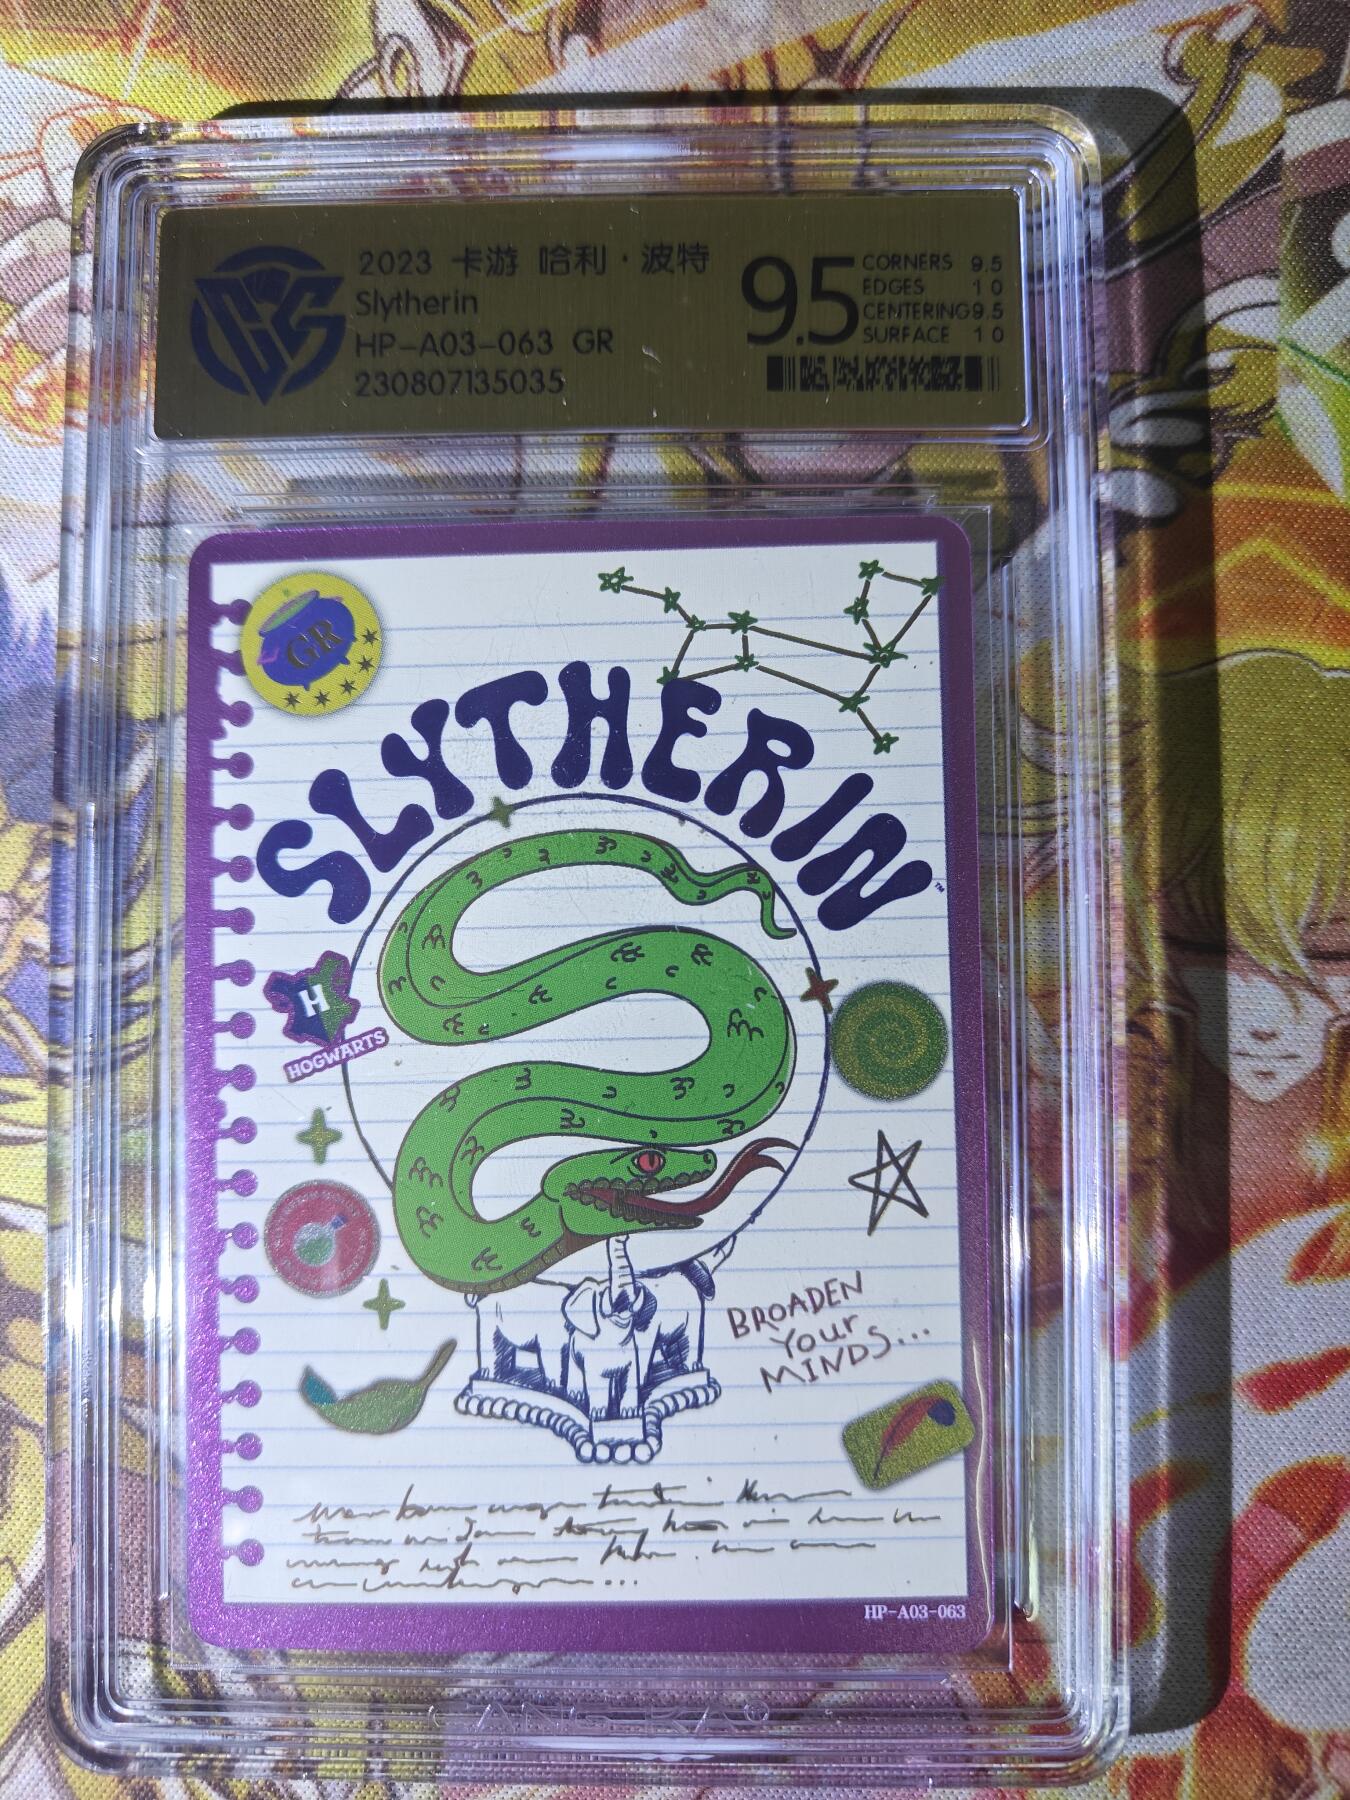 2023 卡游 哈利·波特
Slytherin
HP-A03-063 GR
230807135035
9.5
CORNERS 9.5
EDGES 10
CENTERING 9.5
SURFACE 10
GR
SLYTHERIN™
H
HOGWARTS
BROADEN
Your
MINDS...
HP-A03-063